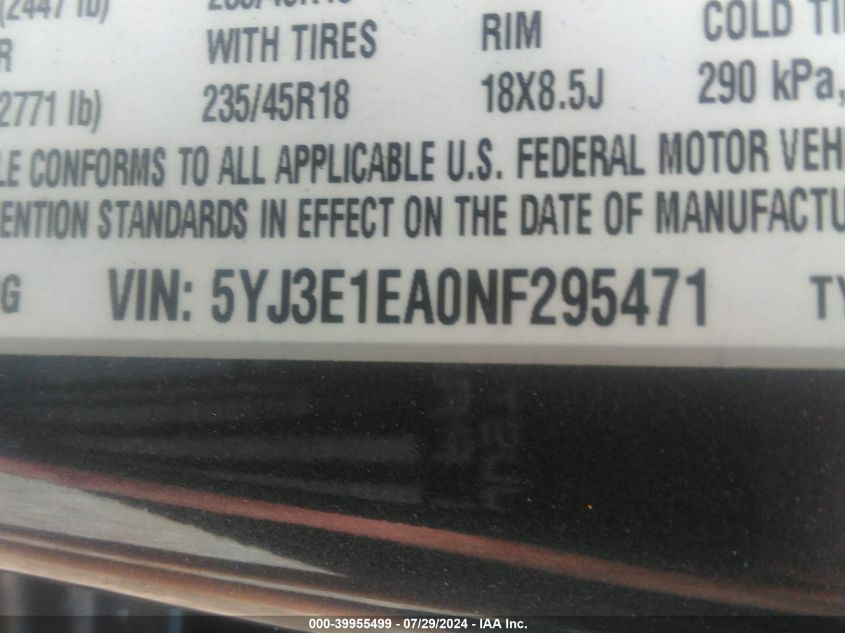 (2447 lb)
R WITH TIRES RIM COLD
2771 lb) 235/45R18 18X8.5J 290 kPa,
LE CONFORMS TO ALL APPLICABLE U.S. FEDERAL MOTOR VEH
ENTION STANDARDS IN EFFECT ON THE DATE OF MANUFACTU
G VIN: 5YJ3E1EA0NF295471 TY
000-39955499 - 07/29/2024 - IAA Inc.